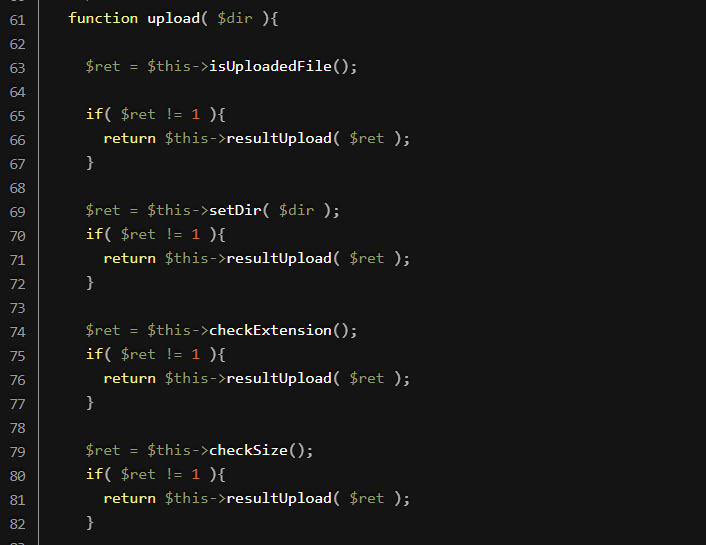 61 function upload( $dir ){
62
63 $ret = $this->isUploadedFile();
64
65 if( $ret != 1 ){
66 return $this->resultUpload( $ret );
67 }
68
69 $ret = $this->setDir( $dir );
70 if( $ret != 1 ){
71 return $this->resultUpload( $ret );
72 }
73
74 $ret = $this->checkExtension();
75 if( $ret != 1 ){
76 return $this->resultUpload( $ret );
77 }
78
79 $ret = $this->checkSize();
80 if( $ret != 1 ){
81 return $this->resultUpload( $ret );
82 }